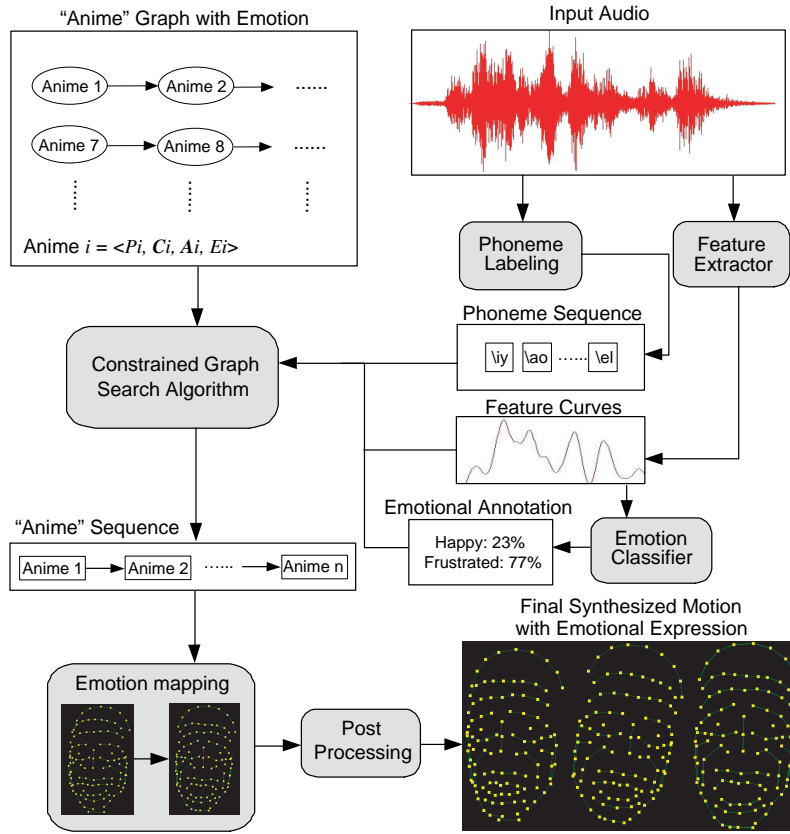 “Anime” Graph with Emotion
Anime 1
Anime 2
......
Anime 7
Anime 8
......
Anime i = <Pi, Ci, Ai, Ei>
Input Audio
Phoneme
Labeling
Feature
Extractor
Phoneme Sequence
\iy
\ao
......
\el
Constrained Graph
Search Algorithm
Feature Curves
Emotional Annotation
Happy: 23%
Frustrated: 77%
Emotion
Classifier
“Anime” Sequence
Anime 1
Anime 2
......
Anime n
Emotion mapping
Post
Processing
Final Synthesized Motion
with Emotional Expression